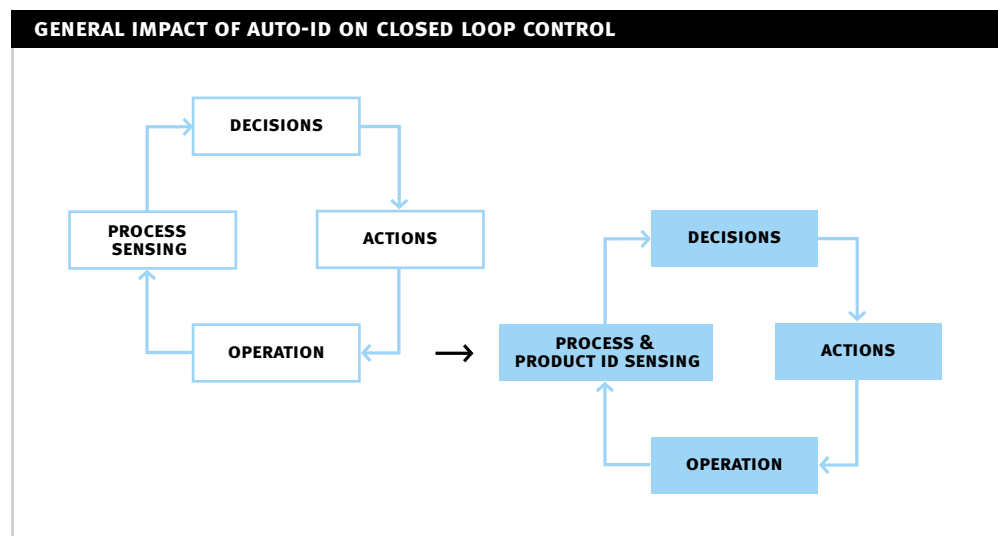 GENERAL IMPACT OF AUTO-ID ON CLOSED LOOP CONTROL
DECISIONS
PROCESS
SENSING
ACTIONS
OPERATION
DECISIONS
PROCESS &
PRODUCT ID SENSING
ACTIONS
OPERATION